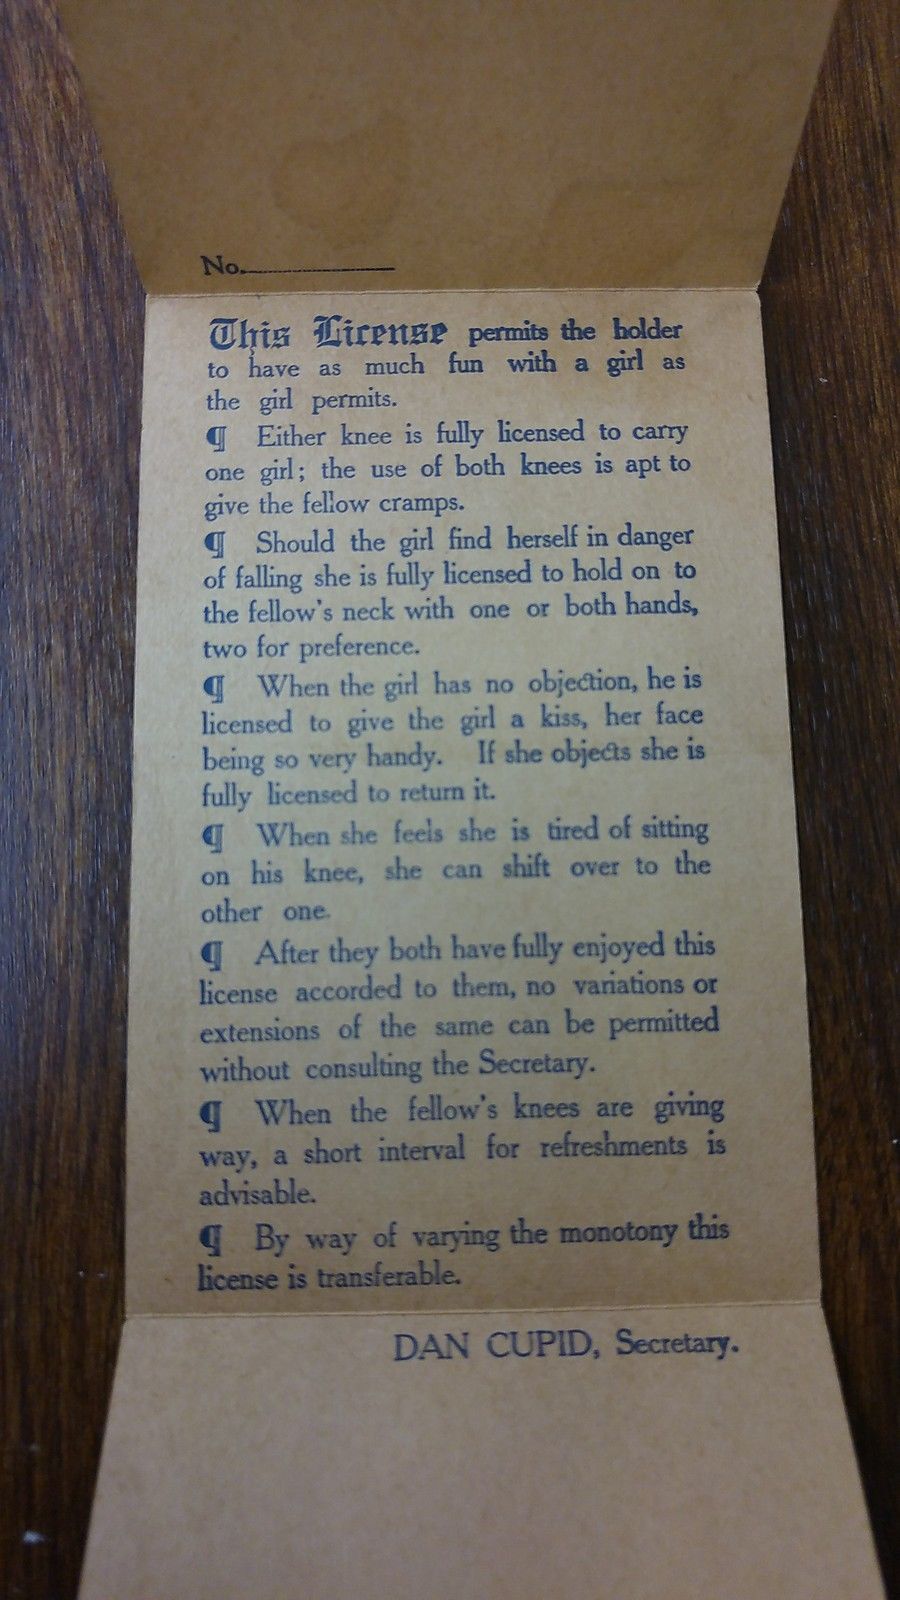 No.
This License permits the holder
to have as much fun with a girl as
the girl permits.
¶ Either knee is fully licensed to carry
one girl; the use of both knees is apt to
give the fellow cramps.
¶ Should the girl find herself in danger
of falling she is fully licensed to hold on to
the fellow's neck with one or both hands,
two for preference.
¶ When the girl has no objection, he is
licensed to give the girl a kiss, her face
being so very handy. If she objects she is
fully licensed to return it.
¶ When she feels she is tired of sitting
on his knee, she can shift over to the
other one.
¶ After they both have fully enjoyed this
license accorded to them, no variations or
extensions of the same can be permitted
without consulting the Secretary.
¶ When the fellow's knees are giving
way, a short interval for refreshments is
advisable.
¶ By way of varying the monotony this
license is transferable.
DAN CUPID, Secretary.